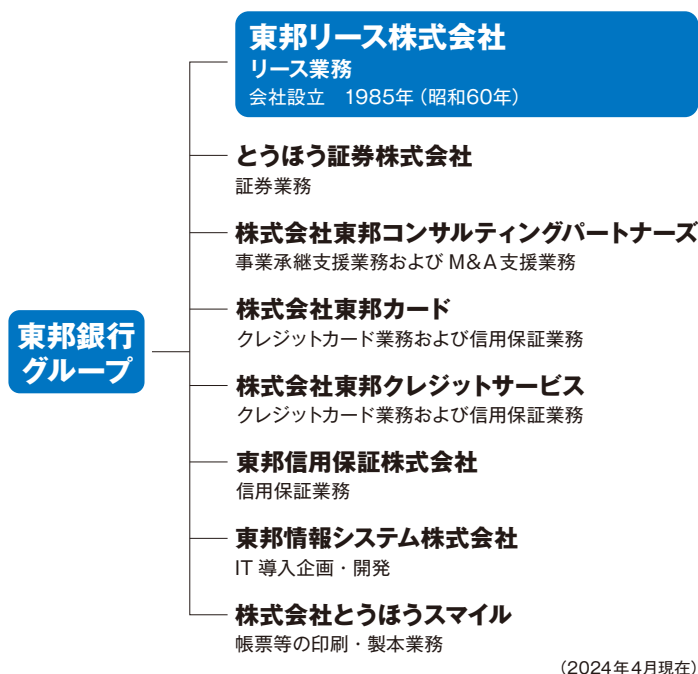 東邦リース株式会社
リース業務
会社設立　1985年（昭和60年）
とうほう証券株式会社
証券業務
株式会社東邦コンサルティングパートナーズ
事業承継支援業務および M&A 支援業務
株式会社東邦カード
クレジットカード業務および信用保証業務
東邦銀行
グループ
株式会社東邦クレジットサービス
クレジットカード業務および信用保証業務
東邦信用保証株式会社
信用保証業務
東邦情報システム株式会社
IT 導入企画・開発
株式会社とうほうスマイル
帳票等の印刷・製本業務
（2024年4月現在）